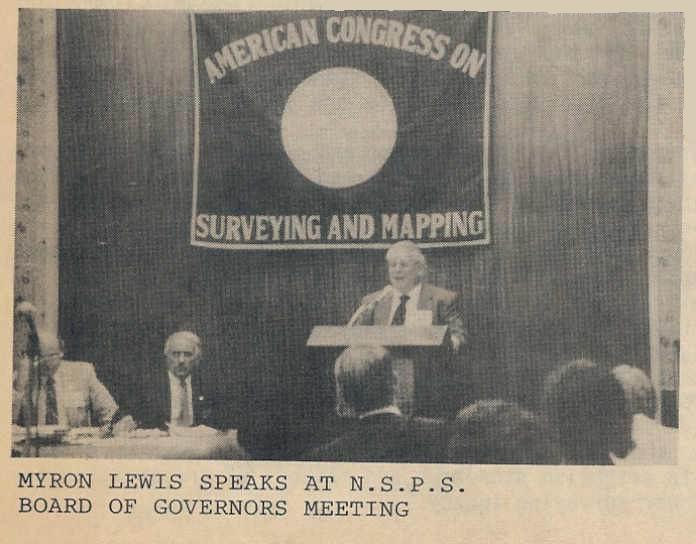 AMERICAN CONGRESS ON
SURVEYING AND MAPPING
MYRON LEWIS SPEAKS AT N.S.P.S.
BOARD OF GOVERNORS MEETING